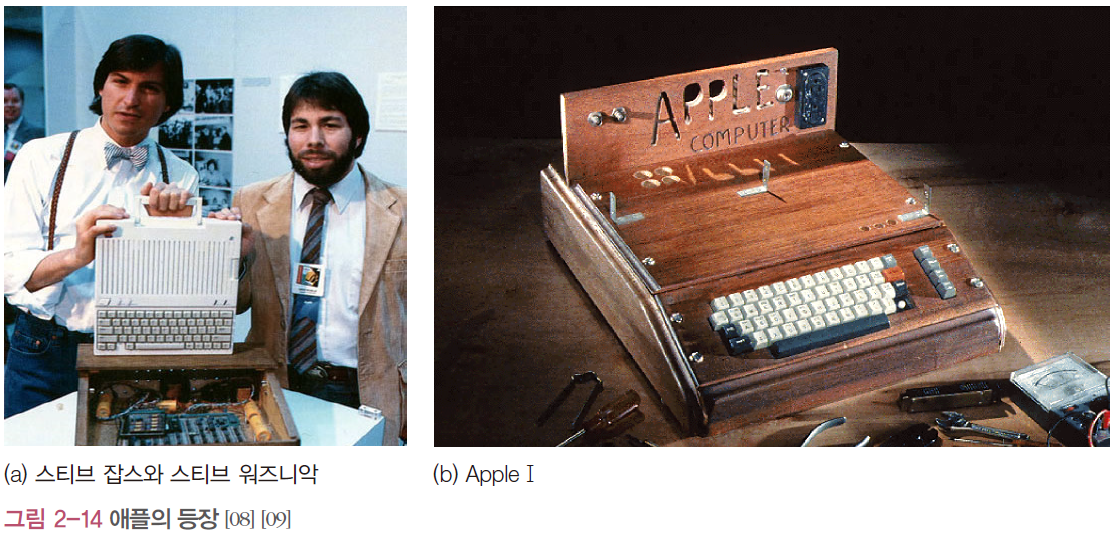 APPLE
COMPUTER
(a) 스티브 잡스와 스티브 워즈니악
(b) Apple I
그림 2-14 애플의 등장 [08] [09]